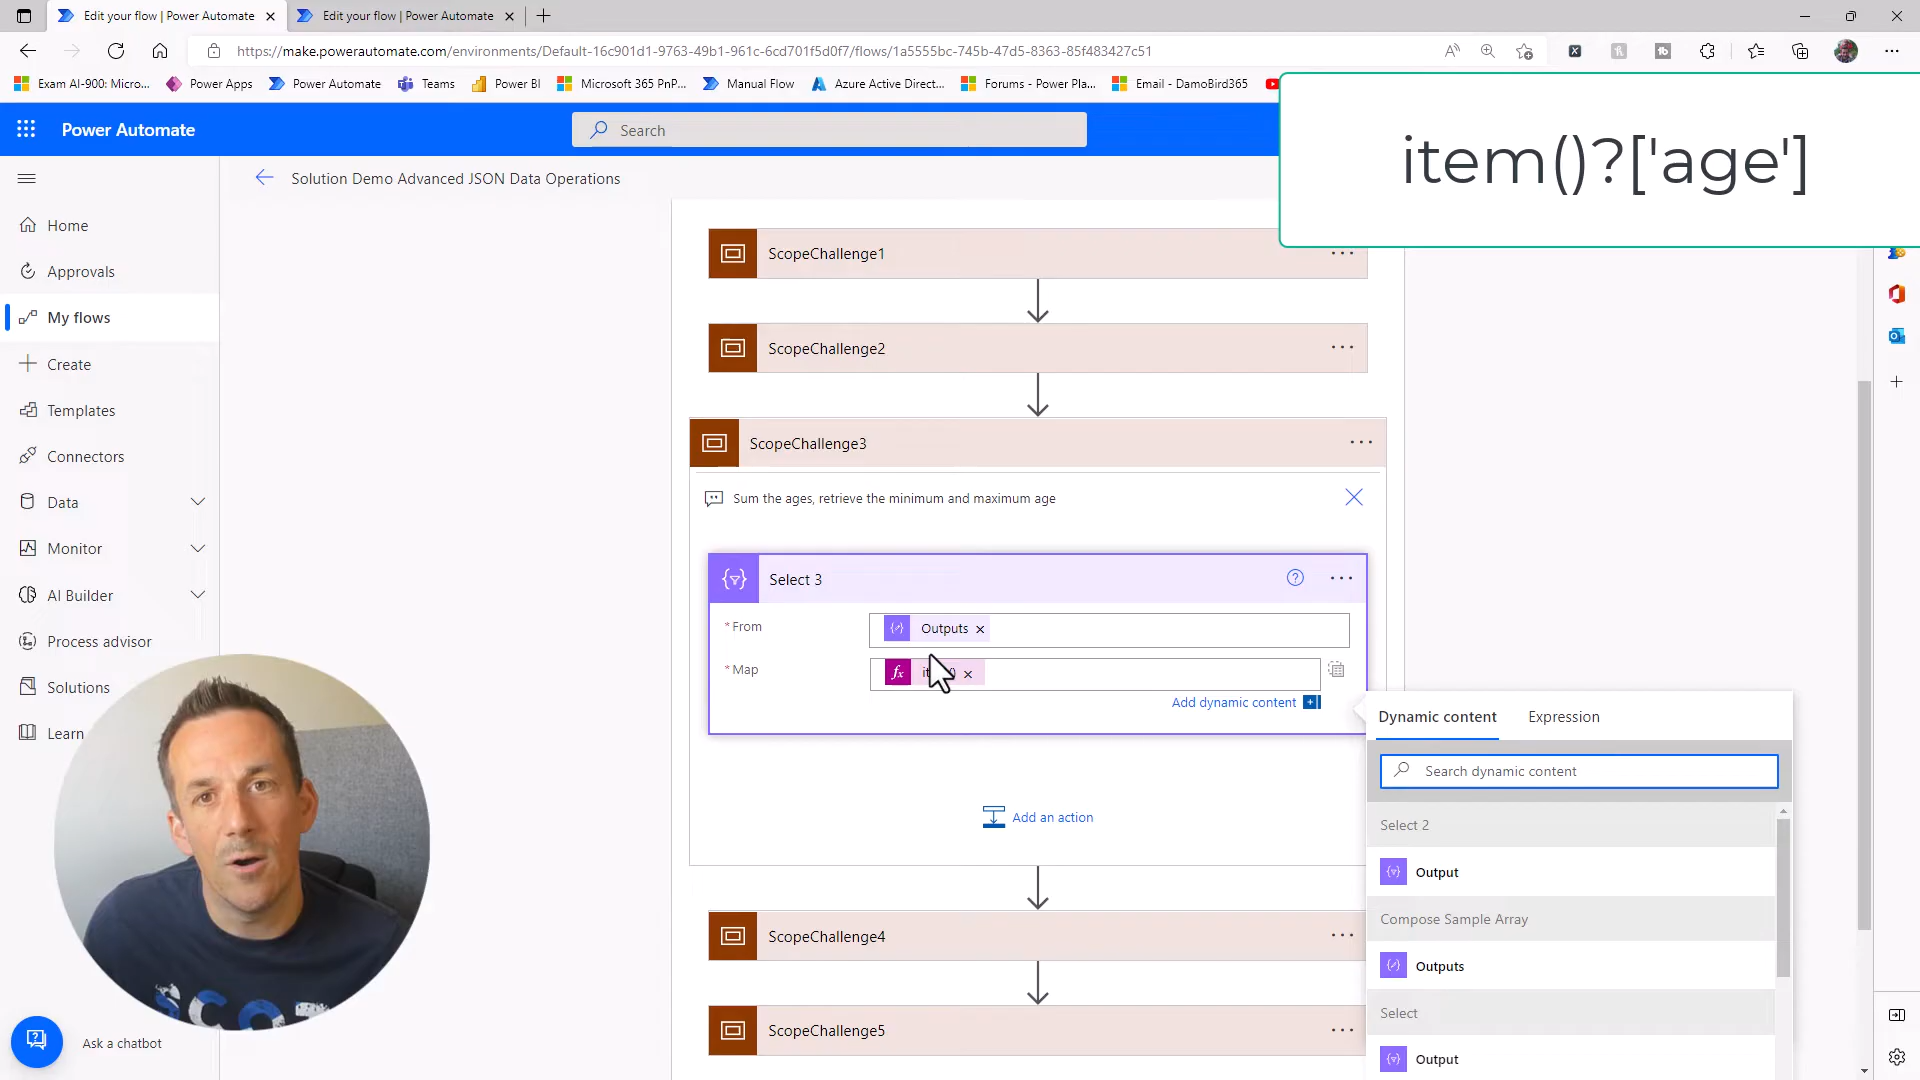 Edit your flow | Power Automate
Edit your flow | Power Automate
https://make.powerautomate.com/environments/Default-16c901d1-9763-49b1-961c-6cd701f5d0f7/flows/1a5555bc-745b-47d5-8363-85f483427c51
Exam AI-900: Micro...
Power Apps
Power Automate
Teams
Power BI
Microsoft 365 PnP...
Manual Flow
Azure Active Direct...
Forums - Power Pla...
Email - DamoBird365
Power Automate
Search
item()?['age']
Solution Demo Advanced JSON Data Operations
Home
Approvals
My flows
Create
Templates
Connectors
Data
Monitor
AI Builder
Process advisor
Solutions
Learn
Ask a chatbot
ScopeChallenge1
ScopeChallenge2
ScopeChallenge3
Sum the ages, retrieve the minimum and maximum age
Select 3
* From
Outputs
* Map
Add dynamic content
Add an action
ScopeChallenge4
ScopeChallenge5
Dynamic content
Expression
Search dynamic content
Select 2
Output
Compose Sample Array
Outputs
Select
Output